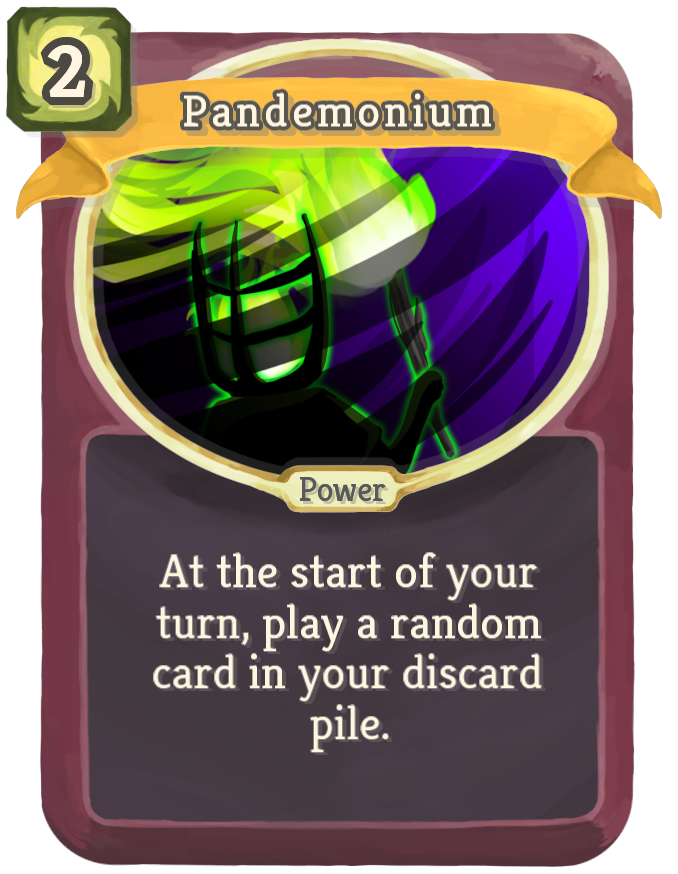 2
Pandemonium
Power
At the start of your
turn, play a random
card in your discard
pile.